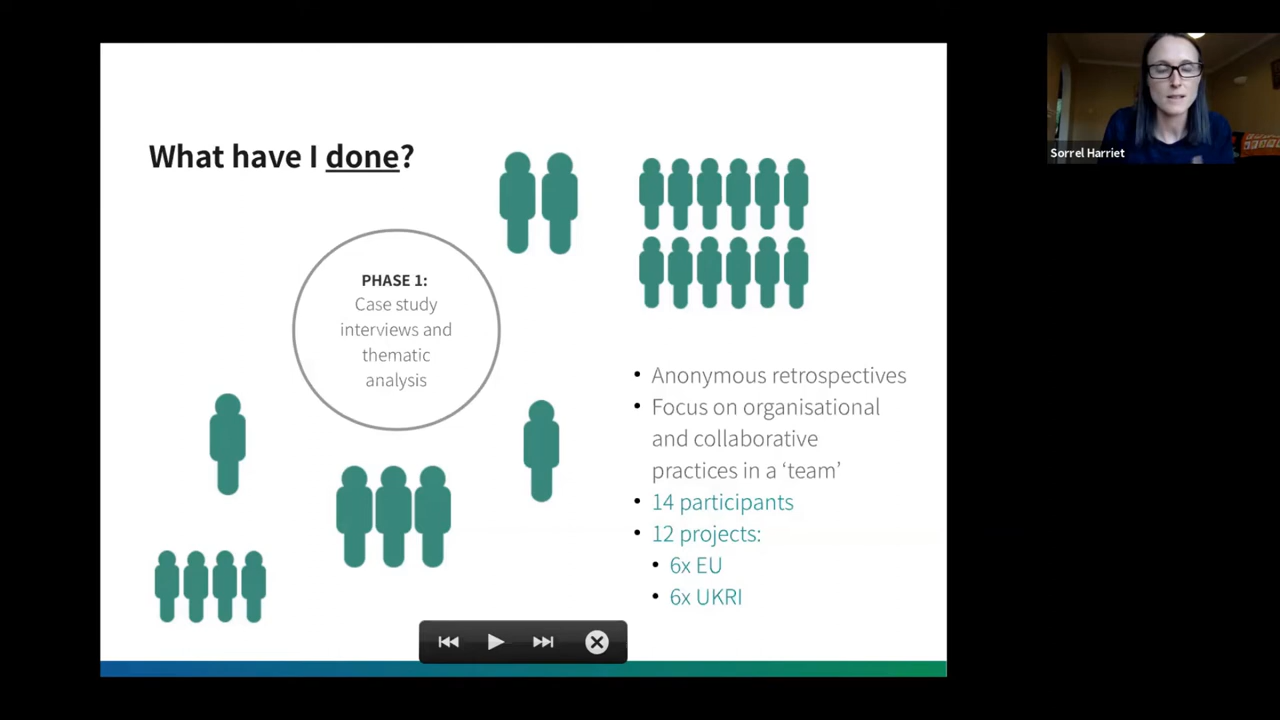 What have I done?
PHASE 1:
Case study
interviews and
thematic
analysis
• Anonymous retrospectives
• Focus on organisational
and collaborative
practices in a ‘team’
• 14 participants
• 12 projects:
• 6x EU
• 6x UKRI
Sorrel Harriet